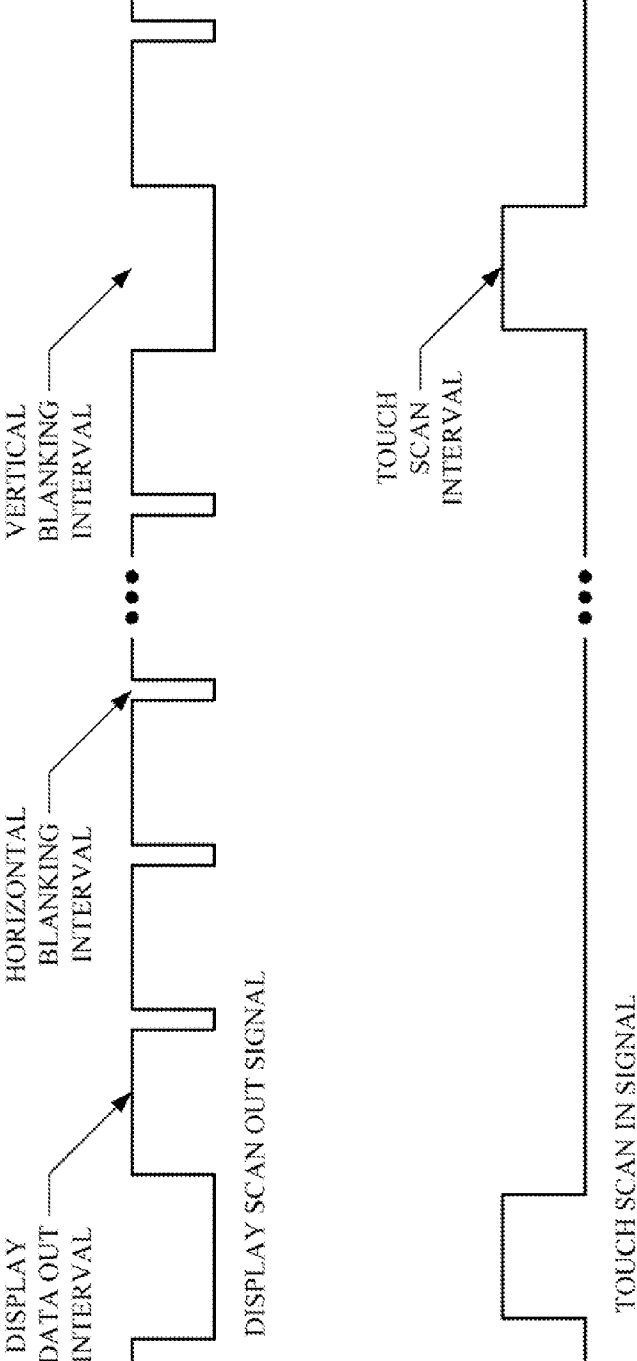 DISPLAY
DATA OUT
INTERVAL
HORIZONTAL
BLANKING
INTERVAL
VERTICAL
BLANKING
INTERVAL
DISPLAY SCAN OUT SIGNAL
TOUCH
SCAN
INTERVAL
TOUCH SCAN IN SIGNAL